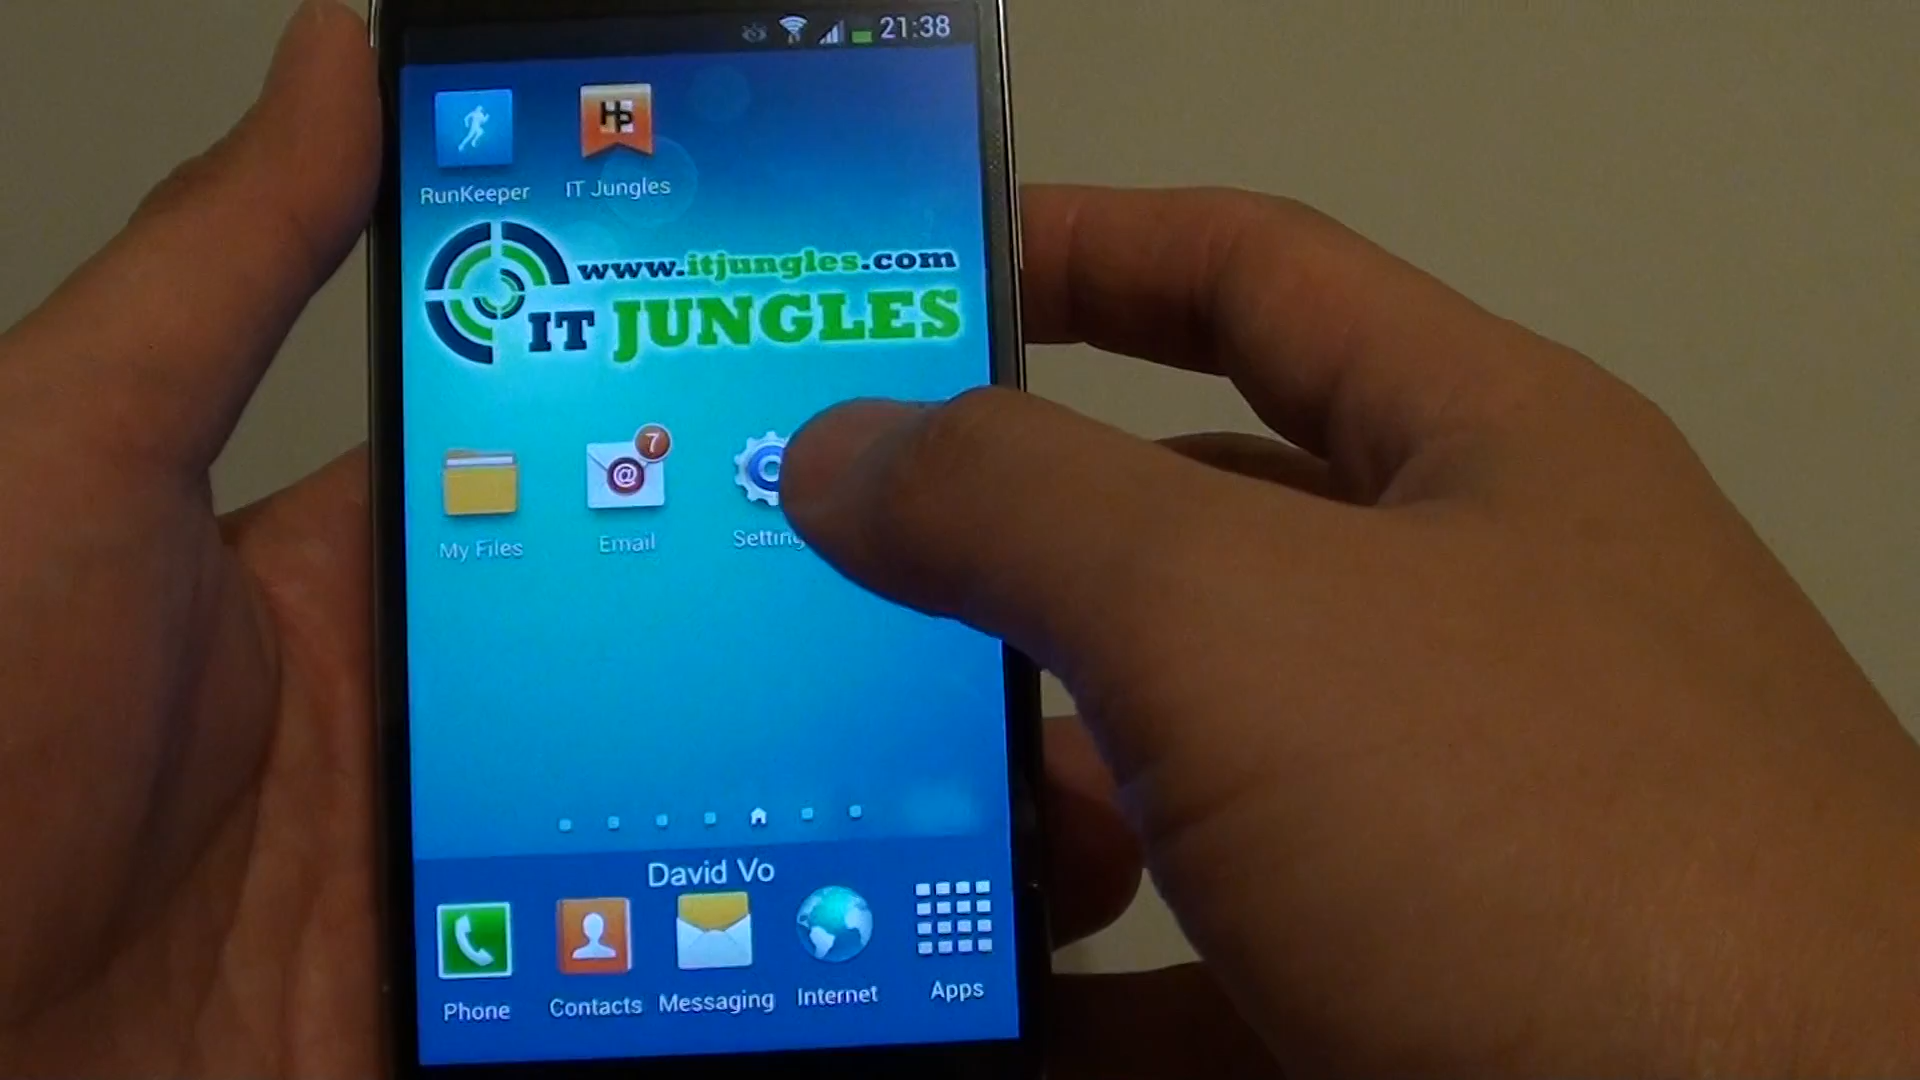 21:38
RunKeeper
IT Jungles
www.itjungles.com
IT JUNGLES
7
@
My Files
Email
Setting
David Vo
Phone
Contacts
Messaging
Internet
Apps